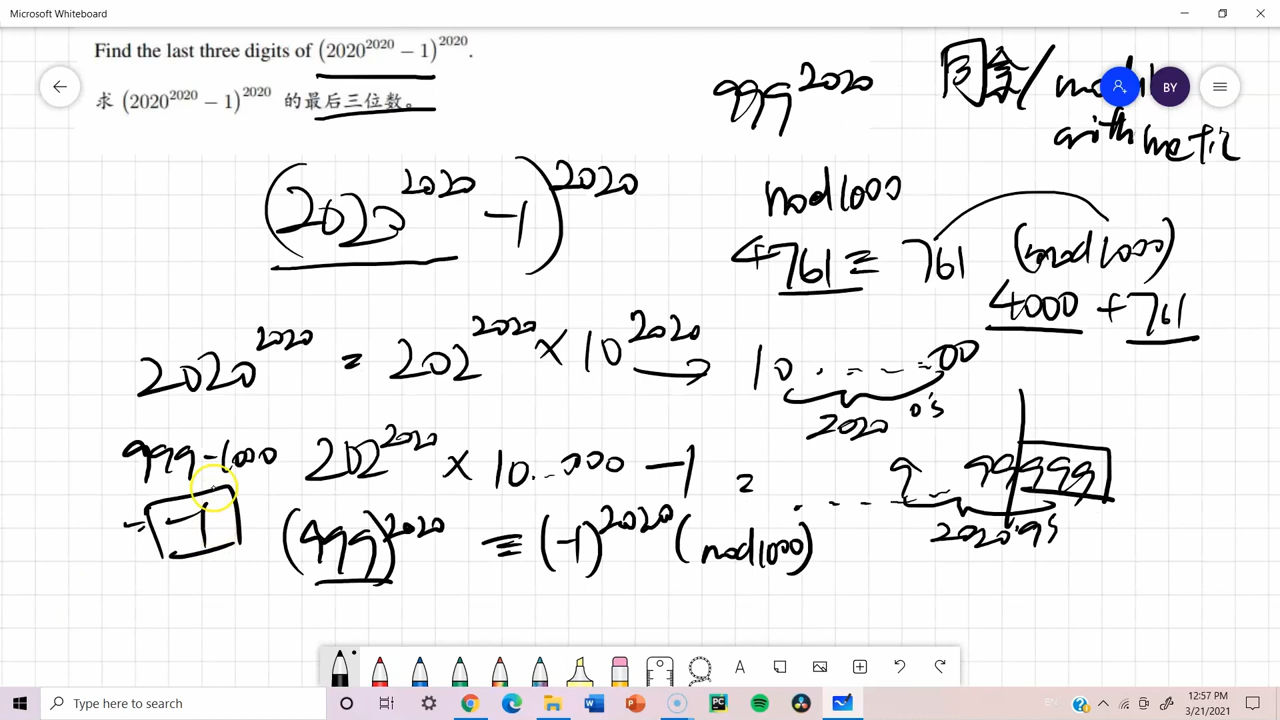 Microsoft Whiteboard
Find the last three digits of (2020^2020 − 1)^2020.
求 (2020^2020 − 1)^2020 的最后三位数。
999^2020
同余/
arithmetic
BY
(2020^2020 − 1)^2020
mod 1000
4761 ≡ 761 (mod 1000)
4000 + 761
2020^2020 = 202^2020 × 10^2020 → 10. - - - -00
2020 0's
999-1000 202^2020 × 10...000 − 1 = . - - - 9 _ 99999
2020 9's
= -1 (999)^2020 ≡ (-1)^2020 (mod 1000)
A
Type here to search
12:57 PM
3/21/2021